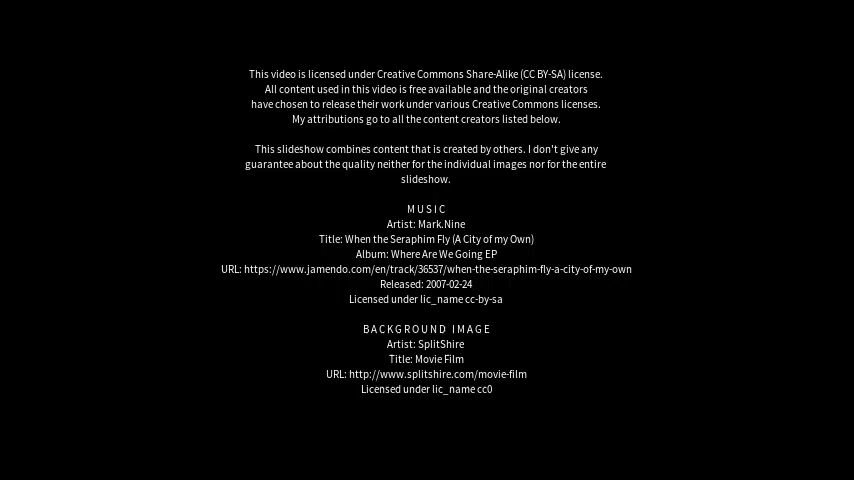 This video is licensed under Creative Commons Share-Alike (CC BY-SA) license.
All content used in this video is free available and the original creators
have chosen to release their work under various Creative Commons licenses.
My attributions go to all the content creators listed below.
This slideshow combines content that is created by others. I don't give any
guarantee about the quality neither for the individual images nor for the entire
slideshow.
MUSIC
Artist: Mark.Nine
Title: When the Seraphim Fly (A City of my Own)
Album: Where Are We Going EP
URL: https://www.jamendo.com/en/track/36537/when-the-seraphim-fly-a-city-of-my-own
Released: 2007-02-24
Licensed under lic_name cc-by-sa
BACKGROUND IMAGE
Artist: SplitShire
Title: Movie Film
URL: http://www.splitshire.com/movie-film
Licensed under lic_name cc0